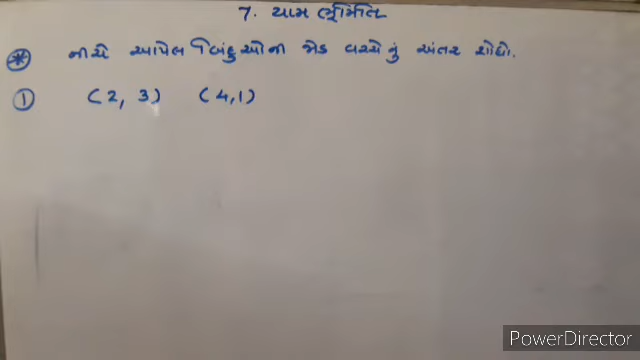 7. યામ ભૂમિતિ
* નીચે આપેલ બિંદુઓની જોડ વચ્ચેનું અંતર શોધો.
① (2, 3) (4,1)
PowerDirector